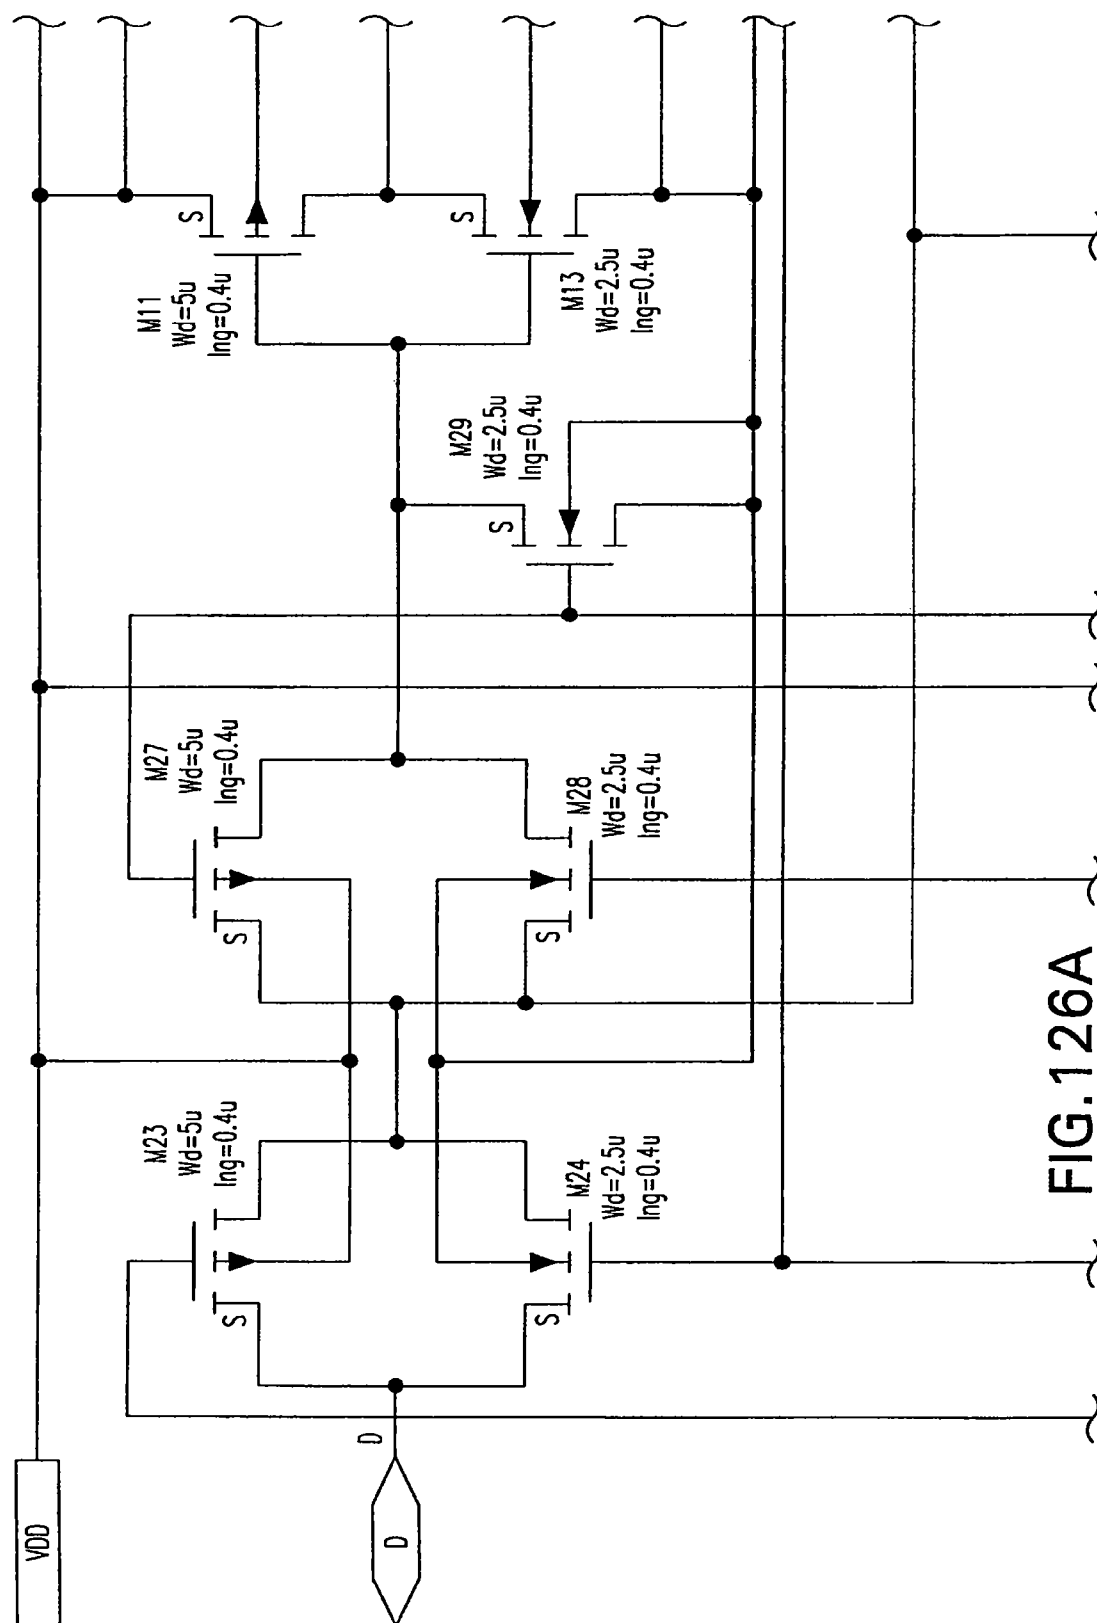 VDD
D
D
S
M23
Wd=5u
lng=0.4u
S
M24
Wd=2.5u
lng=0.4u
S
M27
Wd=5u
lng=0.4u
S
M28
Wd=2.5u
lng=0.4u
S
M29
Wd=2.5u
lng=0.4u
S
M11
Wd=5u
lng=0.4u
S
M13
Wd=2.5u
lng=0.4u
FIG.126A